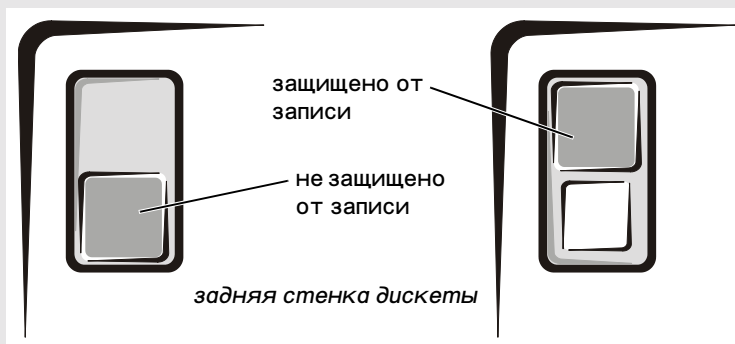 защищено от
записи
не защищено
от записи
задняя стенка дискеты